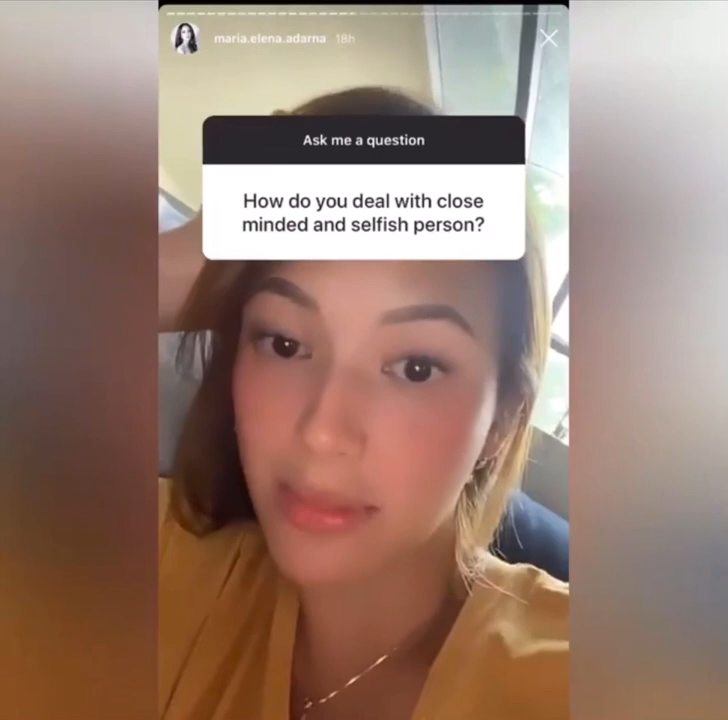 maria.elena.adarna 18h
Ask me a question
How do you deal with close
minded and selfish person?